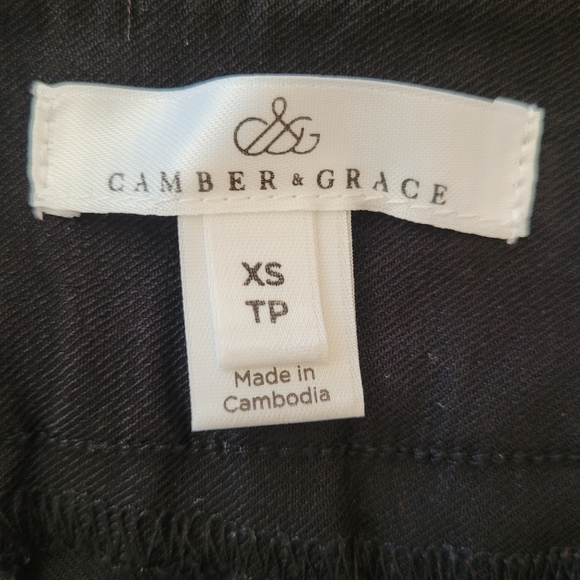 C&G
CAMBER & GRACE
XS
TP
Made in
Cambodia